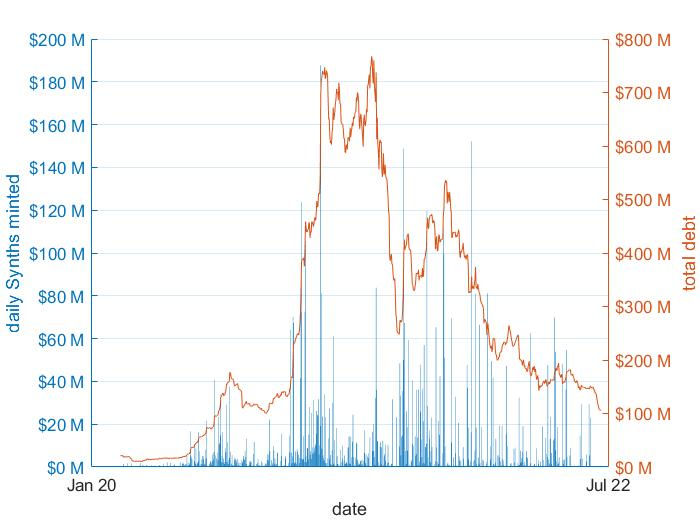 $200 M
$180 M
$160 M
$140 M
$120 M
$100 M
$80 M
$60 M
$40 M
$20 M
$0 M
daily Synths minted
$800 M
$700 M
$600 M
$500 M
$400 M
$300 M
$200 M
$100 M
$0 M
total debt
Jan 20
Jul 22
date